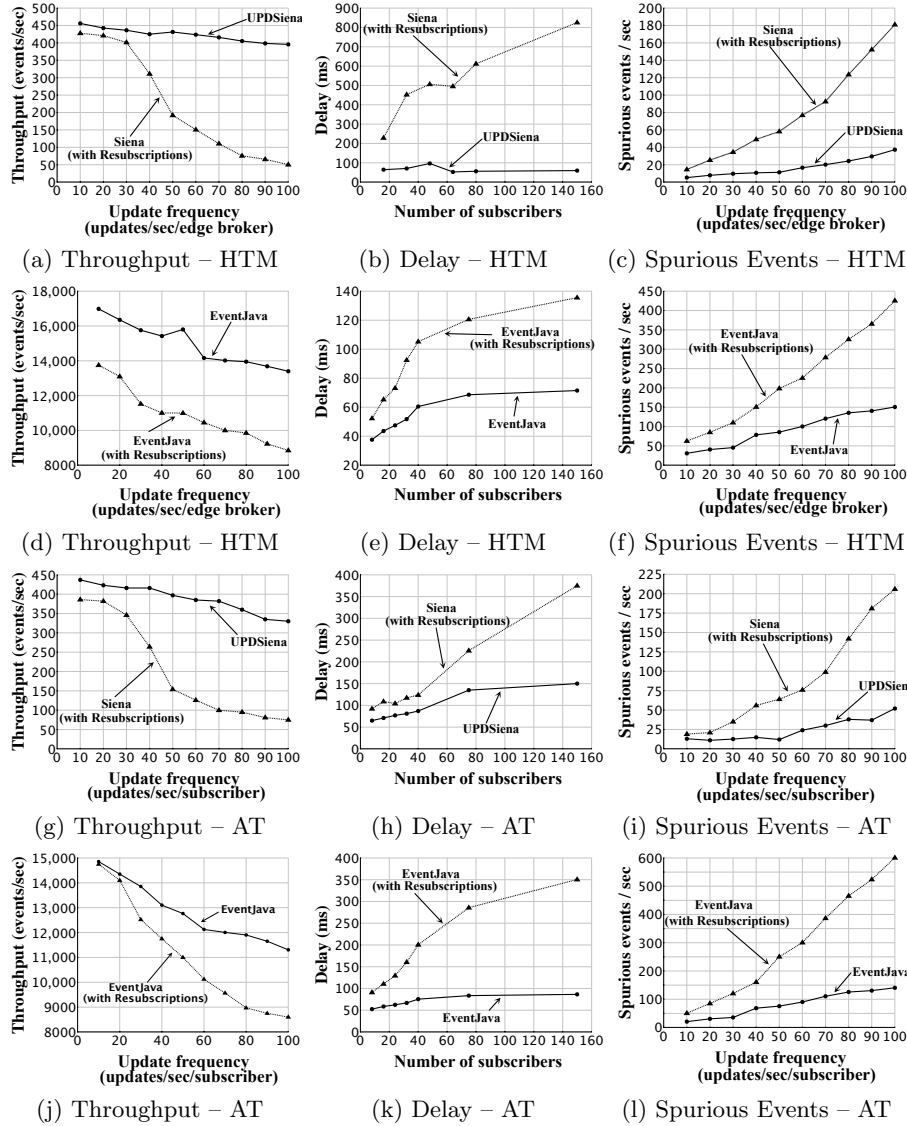 500
450
400
350
300
250
200
150
100
50
0
Throughput (events/sec)
UPDSiena
Siena
(with Resubscriptions)
0 10 20 30 40 50 60 70 80 90 100
Update frequency
(updates/sec/edge broker)
(a) Throughput – HTM
900
800
700
600
500
400
300
200
100
0
Delay (ms)
Siena
(with Resubscriptions)
UPDSiena
0 20 40 60 80 100 120 140 160
Number of subscribers
(b) Delay – HTM
200
180
160
140
120
100
80
60
40
20
0
Spurious events / sec
Siena
(with Resubscriptions)
UPDSiena
0 10 20 30 40 50 60 70 80 90 100
Update frequency
(updates/sec/edge broker)
(c) Spurious Events – HTM
18,000
16,000
14,000
12,000
10,000
8000
Throughput (events/sec)
EventJava
EventJava
(with Resubscriptions)
0 20 40 60 80 100
Update frequency
(updates/sec/edge broker)
(d) Throughput – HTM
140
120
100
80
60
40
20
Delay (ms)
EventJava
(with Resubscriptions)
EventJava
0 20 40 60 80 100 120 140 160
Number of subscribers
(e) Delay – HTM
450
400
350
300
250
200
150
100
50
0
Spurious events / sec
EventJava
(with Resubscriptions)
EventJava
0 10 20 30 40 50 60 70 80 90 100
Update frequency
(updates/sec/edge broker)
(f) Spurious Events – HTM
450
400
350
300
250
200
150
100
50
0
Throughput (events/sec)
UPDSiena
Siena
(with Resubscriptions)
0 10 20 30 40 50 60 70 80 90 100
Update frequency
(updates/sec/subscriber)
(g) Throughput – AT
400
350
300
250
200
150
100
50
0
Delay (ms)
Siena
(with Resubscriptions)
UPDSiena
0 20 40 60 80 100 120 140 160
Number of subscribers
(h) Delay – AT
225
200
175
150
125
100
75
50
25
0
Spurious events / sec
Siena
(with Resubscriptions)
UPDSiena
0 10 20 30 40 50 60 70 80 90 100
Update frequency
(updates/sec/subscriber)
(i) Spurious Events – AT
15,000
14,000
13,000
12,000
11,000
10,000
9000
8000
Throughput (events/sec)
EventJava
EventJava
(with Resubscriptions)
0 20 40 60 80 100
Update frequency
(updates/sec/subscriber)
(j) Throughput – AT
400
350
300
250
200
150
100
50
0
Delay (ms)
EventJava
(with Resubscriptions)
EventJava
0 20 40 60 80 100 120 140 160
Number of subscribers
(k) Delay – AT
600
500
400
300
200
100
0
Spurious events / sec
EventJava
(with Resubscriptions)
EventJava
0 10 20 30 40 50 60 70 80 90 100
Update frequency
(updates/sec/subscriber)
(l) Spurious Events – AT